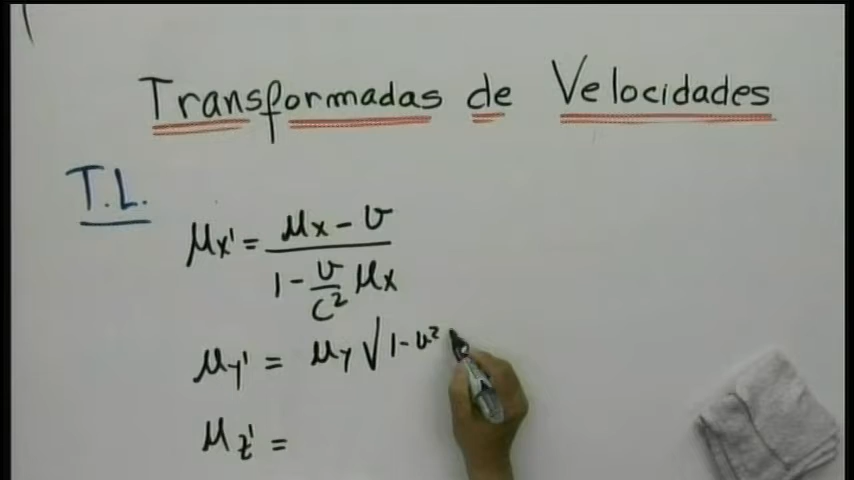 Transformadas de Velocidades
T.L.
μx' = μx - v / 1 - v/c² μx
μy' = μy √1 - v²
μz' =